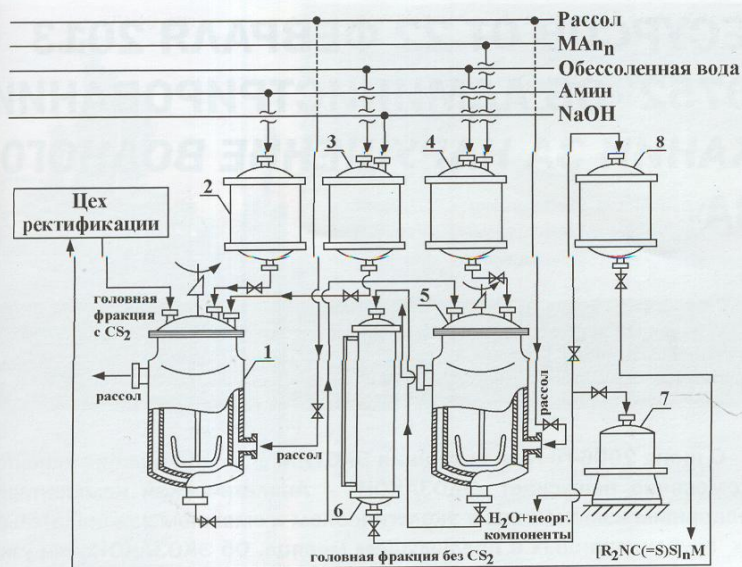 Рассол
MAnn
Обессоленная вода
Амин
NaOH
2
3
4
8
Цех
ректификации
головная
фракция
с CS2
5
1
7
рассол
рассол
рассол
6
H2O+неорг.
компоненты
головная фракция без CS2
[R2NC(=S)S]nM